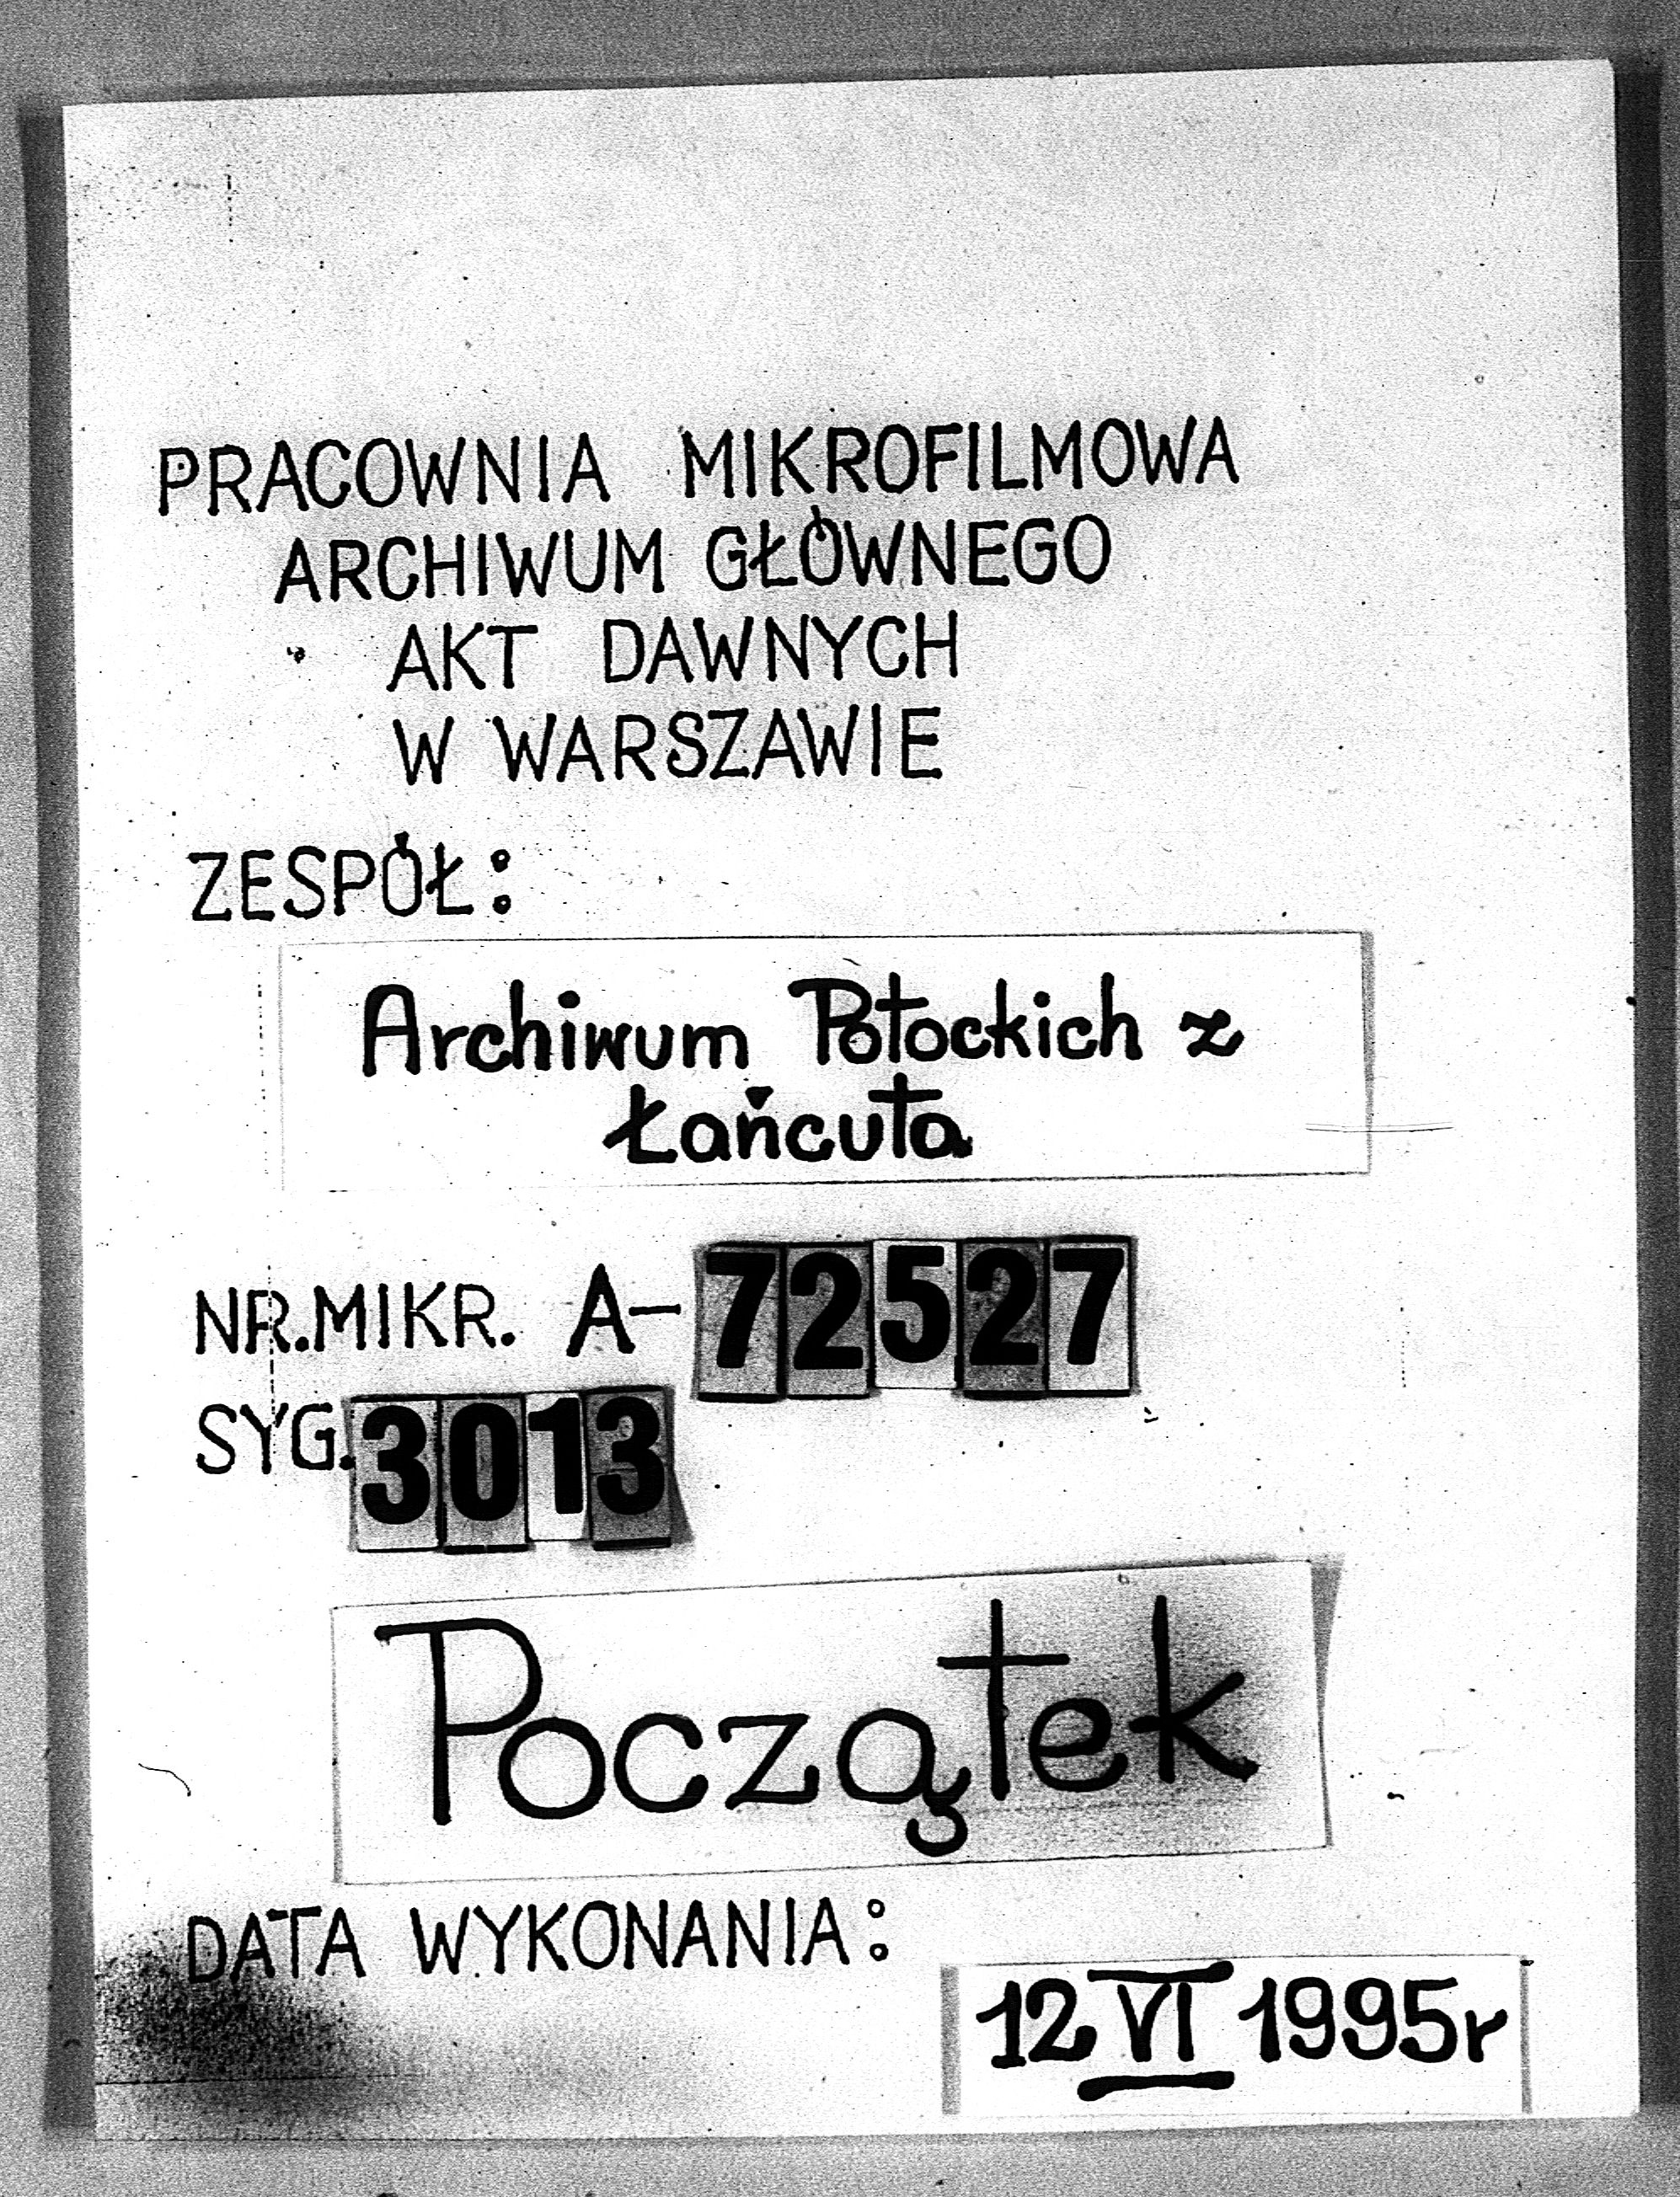 PRACOWNIA MIKROFILMOWA
ARCHIWUM GŁÓWNEGO
AKT DAWNYCH
W WARSZAWIE
ZESPÓŁ:
Archiwum Potockich z
Łańcuta
NR.MIKR. A-72527
SYG.3013
Początek
DATA WYKONANIA:
12 VI 1995r